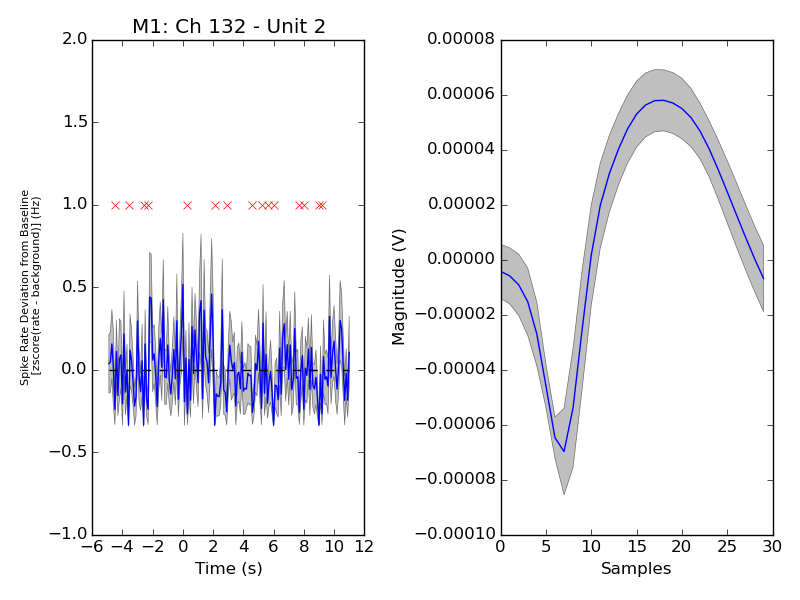 M1: Ch 132 - Unit 2
2.0
1.5
1.0
0.5
0.0
−0.5
−1.0
Spike Rate Deviation from Baseline
[zscore(rate - background)] (Hz)
−6 −4 −2 0 2 4 6 8 10 12
Time (s)
0.00008
0.00006
0.00004
0.00002
0.00000
−0.00002
−0.00004
−0.00006
−0.00008
−0.00010
Magnitude (V)
0 5 10 15 20 25 30
Samples